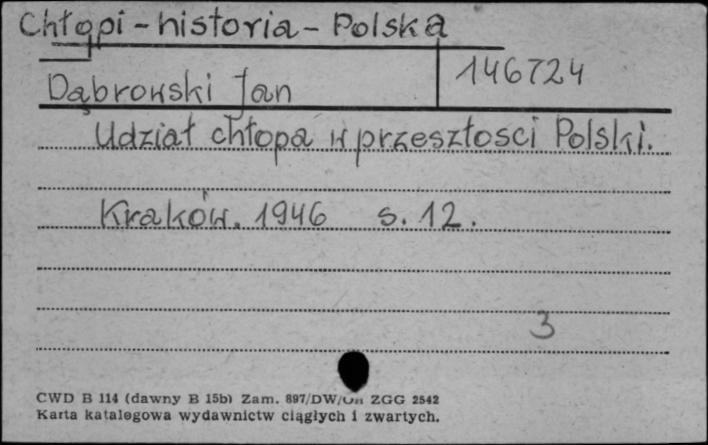 Chłopi - historia - Polska
146724
Dąbrowski Jan
Udział chłopa w przeszłosci Polski.
Kraków. 1946 s. 12.
3
CWD B 114 (dawny B 15b) Zam. 897/DW/ ZGG 2542
Karta katalogowa wydawnictw ciągłych i zwartych.